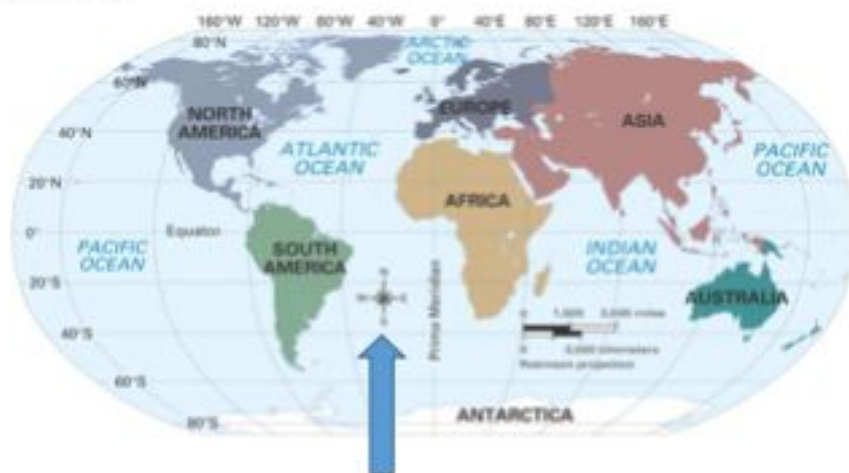 160°W 120°W 80°W 40°W 0° 40°E 80°E 120°E 160°E
80°N
ARCTIC
OCEAN
60°N
NORTH
AMERICA
EUROPE
ASIA
40°N
ATLANTIC
OCEAN
PACIFIC
OCEAN
20°N
AFRICA
Equator
0°
PACIFIC
OCEAN
SOUTH
AMERICA
INDIAN
OCEAN
20°S
AUSTRALIA
Prime Meridian
40°S
Robinson projection
60°S
ANTARCTICA
80°S